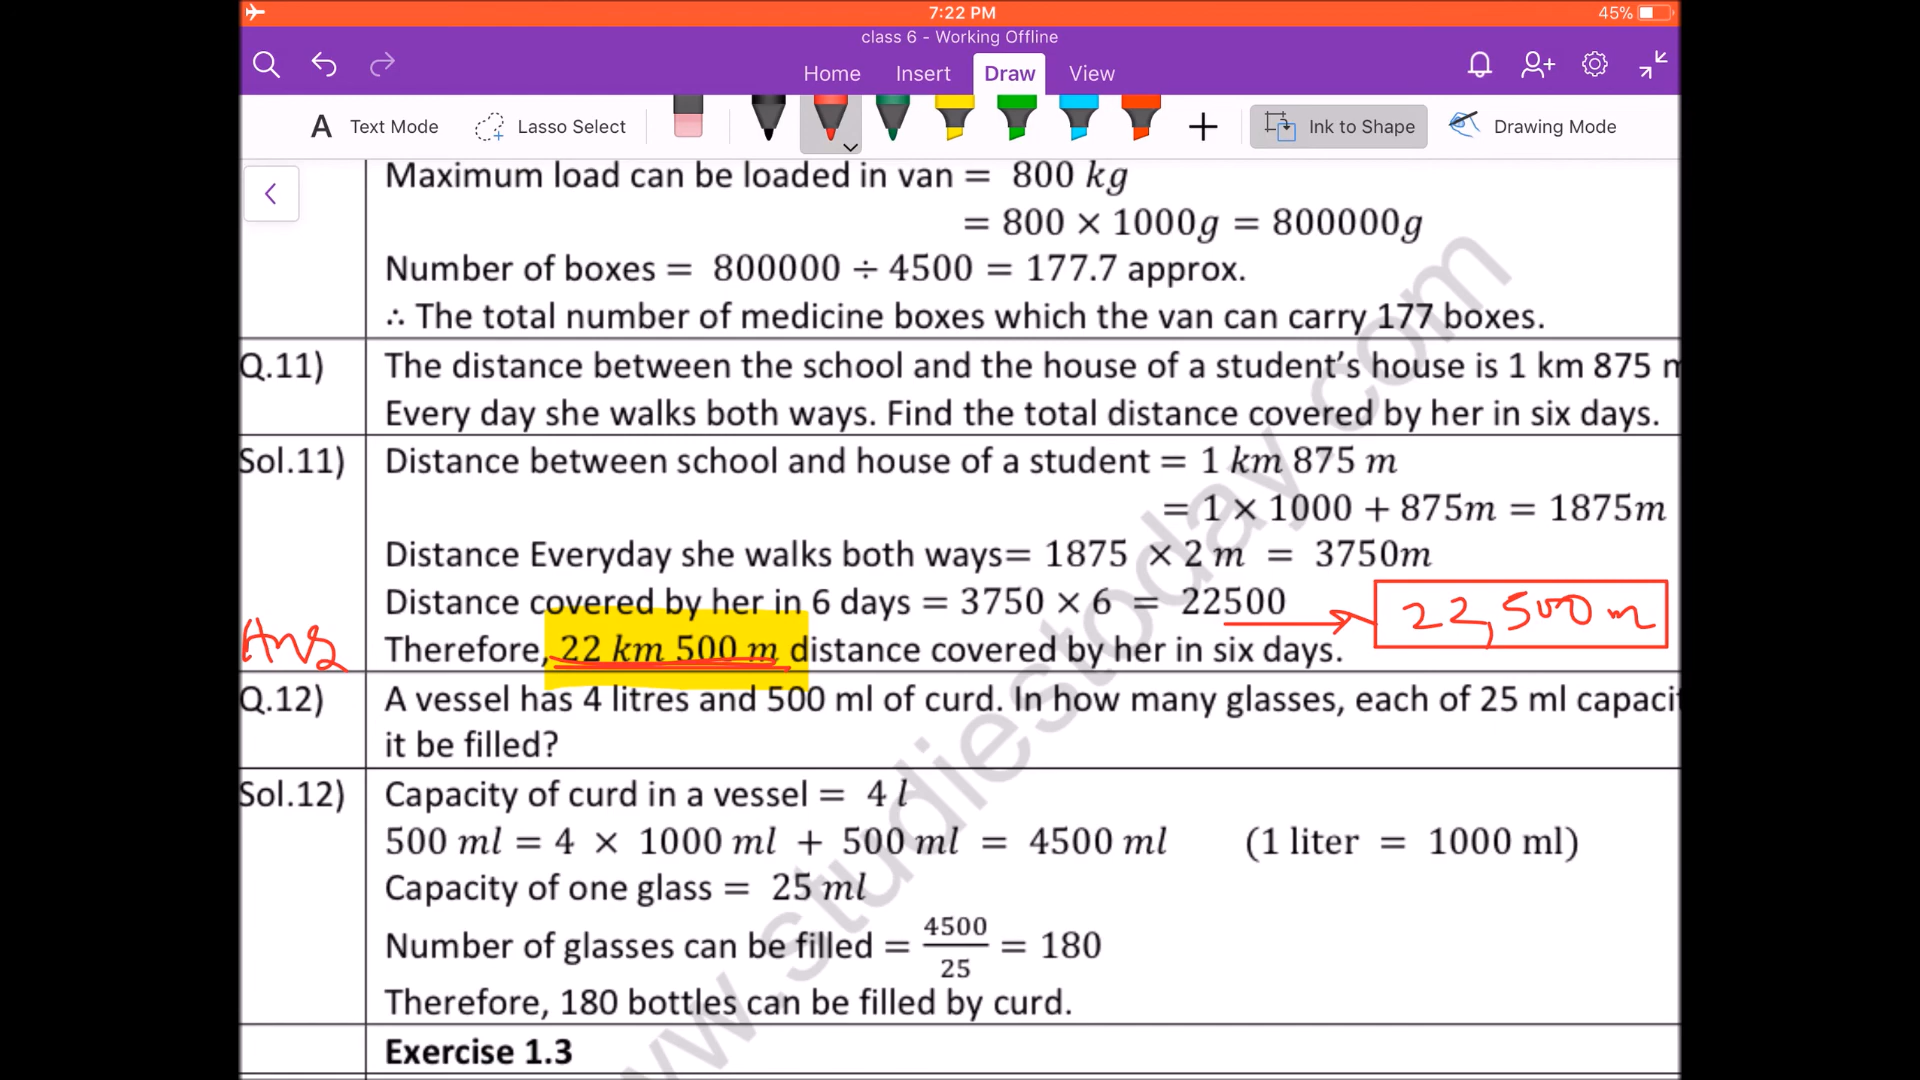 7:22 PM
45%
class 6 - Working Offline
Home Insert Draw View
A Text Mode Lasso Select Ink to Shape Drawing Mode
Maximum load can be loaded in van = 800 kg
= 800 × 1000g = 800000g
Number of boxes = 800000 ÷ 4500 = 177.7 approx.
∴ The total number of medicine boxes which the van can carry 177 boxes.
Q.11) The distance between the school and the house of a student’s house is 1 km 875 m
Every day she walks both ways. Find the total distance covered by her in six days.
Sol.11) Distance between school and house of a student = 1 km 875 m
= 1 × 1000 + 875m = 1875m
Distance Everyday she walks both ways= 1875 × 2 m = 3750m
Distance covered by her in 6 days = 3750 × 6 = 22500
22,500 m
Ans
Therefore, 22 km 500 m distance covered by her in six days.
Q.12) A vessel has 4 litres and 500 ml of curd. In how many glasses, each of 25 ml capaci
it be filled?
Sol.12) Capacity of curd in a vessel = 4 l
500 ml = 4 × 1000 ml + 500 ml = 4500 ml (1 liter = 1000 ml)
Capacity of one glass = 25 ml
Number of glasses can be filled = 4500/25 = 180
Therefore, 180 bottles can be filled by curd.
Exercise 1.3
www.studiestoday.com